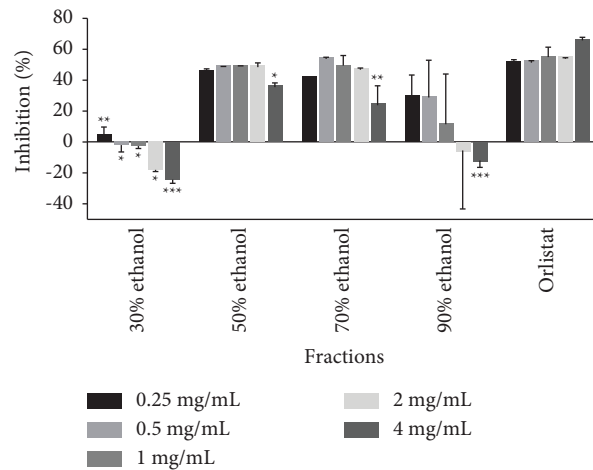 80
60
40
20
0
-20
-40
Inhibition (%)
**
*
*
*
***
*
**
***
30% ethanol
50% ethanol
70% ethanol
90% ethanol
Orlistat
Fractions
0.25 mg/mL
0.5 mg/mL
1 mg/mL
2 mg/mL
4 mg/mL